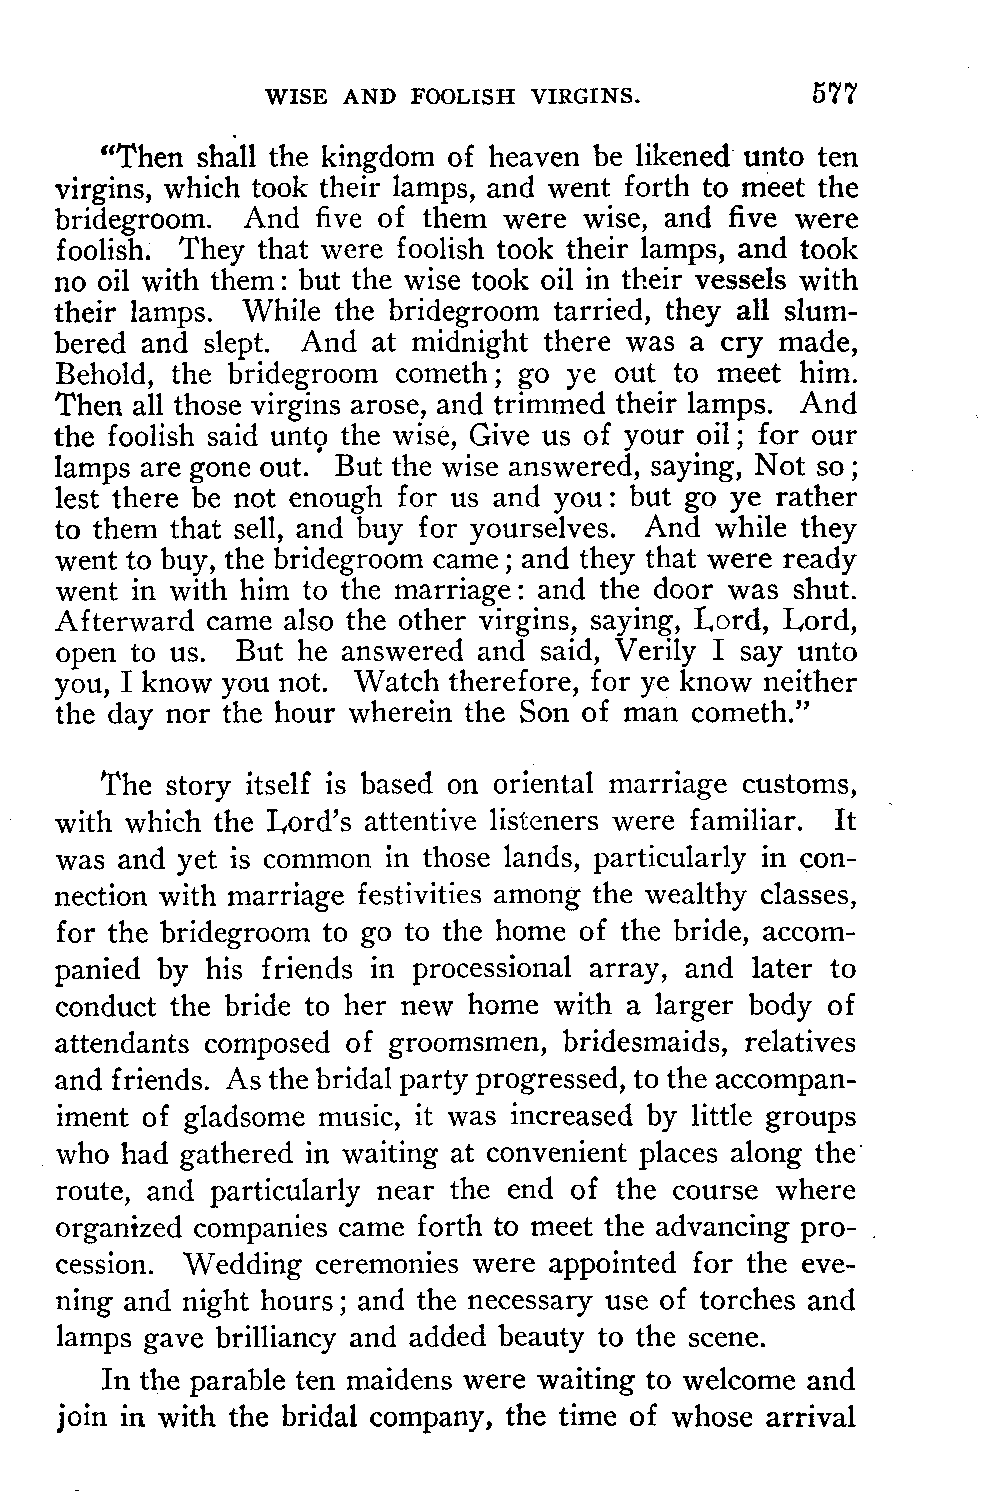 WISE AND FOOLISH VIRGINS. 577
"Then shall the kingdom of heaven be likened unto ten
virgins, which took their lamps, and went forth to meet the
bridegroom. And five of them were wise, and five were
foolish. They that were foolish took their lamps, and took
no oil with them: but the wise took oil in their vessels with
their lamps. While the bridegroom tarried, they all slum-
bered and slept. And at midnight there was a cry made,
Behold, the bridegroom cometh; go ye out to meet him.
Then all those virgins arose, and trimmed their lamps. And
the foolish said unto the wise, Give us of your oil; for our
lamps are gone out. But the wise answered, saying, Not so;
lest there be not enough for us and you: but go ye rather
to them that sell, and buy for yourselves. And while they
went to buy, the bridegroom came; and they that were ready
went in with him to the marriage: and the door was shut.
Afterward came also the other virgins, saying, Lord, Lord,
open to us. But he answered and said, Verily I say unto
you, I know you not. Watch therefore, for ye know neither
the day nor the hour wherein the Son of man cometh."
The story itself is based on oriental marriage customs,
with which the Lord's attentive listeners were familiar. It
was and yet is common in those lands, particularly in con-
nection with marriage festivities among the wealthy classes,
for the bridegroom to go to the home of the bride, accom-
panied by his friends in processional array, and later to
conduct the bride to her new home with a larger body of
attendants composed of groomsmen, bridesmaids, relatives
and friends. As the bridal party progressed, to the accompan-
iment of gladsome music, it was increased by little groups
who had gathered in waiting at convenient places along the
route, and particularly near the end of the course where
organized companies came forth to meet the advancing pro-
cession. Wedding ceremonies were appointed for the eve-
ning and night hours; and the necessary use of torches and
lamps gave brilliancy and added beauty to the scene.
In the parable ten maidens were waiting to welcome and
join in with the bridal company, the time of whose arrival